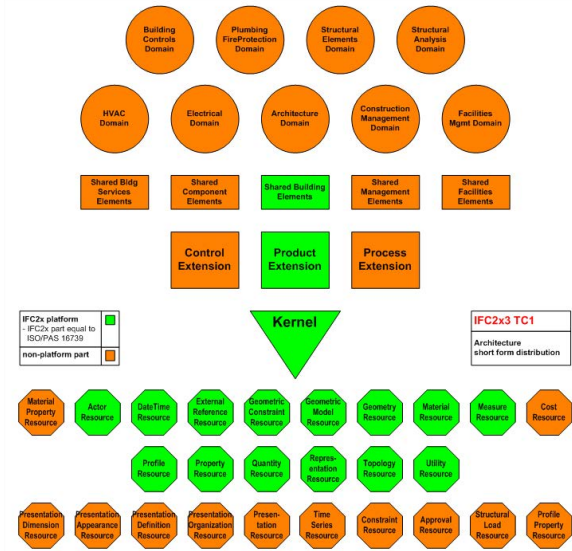 Building
Controls
Domain
Plumbing
FireProtection
Domain
Structural
Elements
Domain
Structural
Analysis
Domain
HVAC
Domain
Electrical
Domain
Architecture
Domain
Construction
Management
Domain
Facilities
Mgmt Domain
Shared Bldg
Services
Elements
Shared
Component
Elements
Shared Building
Elements
Shared
Management
Elements
Shared
Facilities
Elements
Control
Extension
Product
Extension
Process
Extension
IFC2x platform
- IFC2x part equal to
ISO/PAS 16739
non-platform part
Kernel
IFC2x3 TC1
Architecture
short form distribution
Material
Property
Resource
Actor
Resource
DateTime
Resource
External
Reference
Resource
Geometric
Constraint
Resource
Geometric
Model
Resource
Geometry
Resource
Material
Resource
Measure
Resource
Cost
Resource
Profile
Resource
Property
Resource
Quantity
Resource
Repres-
entation
Resource
Topology
Resource
Utility
Resource
Presentation
Dimension
Resource
Presentation
Appearance
Resource
Presentation
Definition
Resource
Presentation
Organization
Resource
Presen-
tation
Resource
Time
Series
Resource
Constraint
Resource
Approval
Resource
Structural
Load
Resource
Profile
Property
Resource